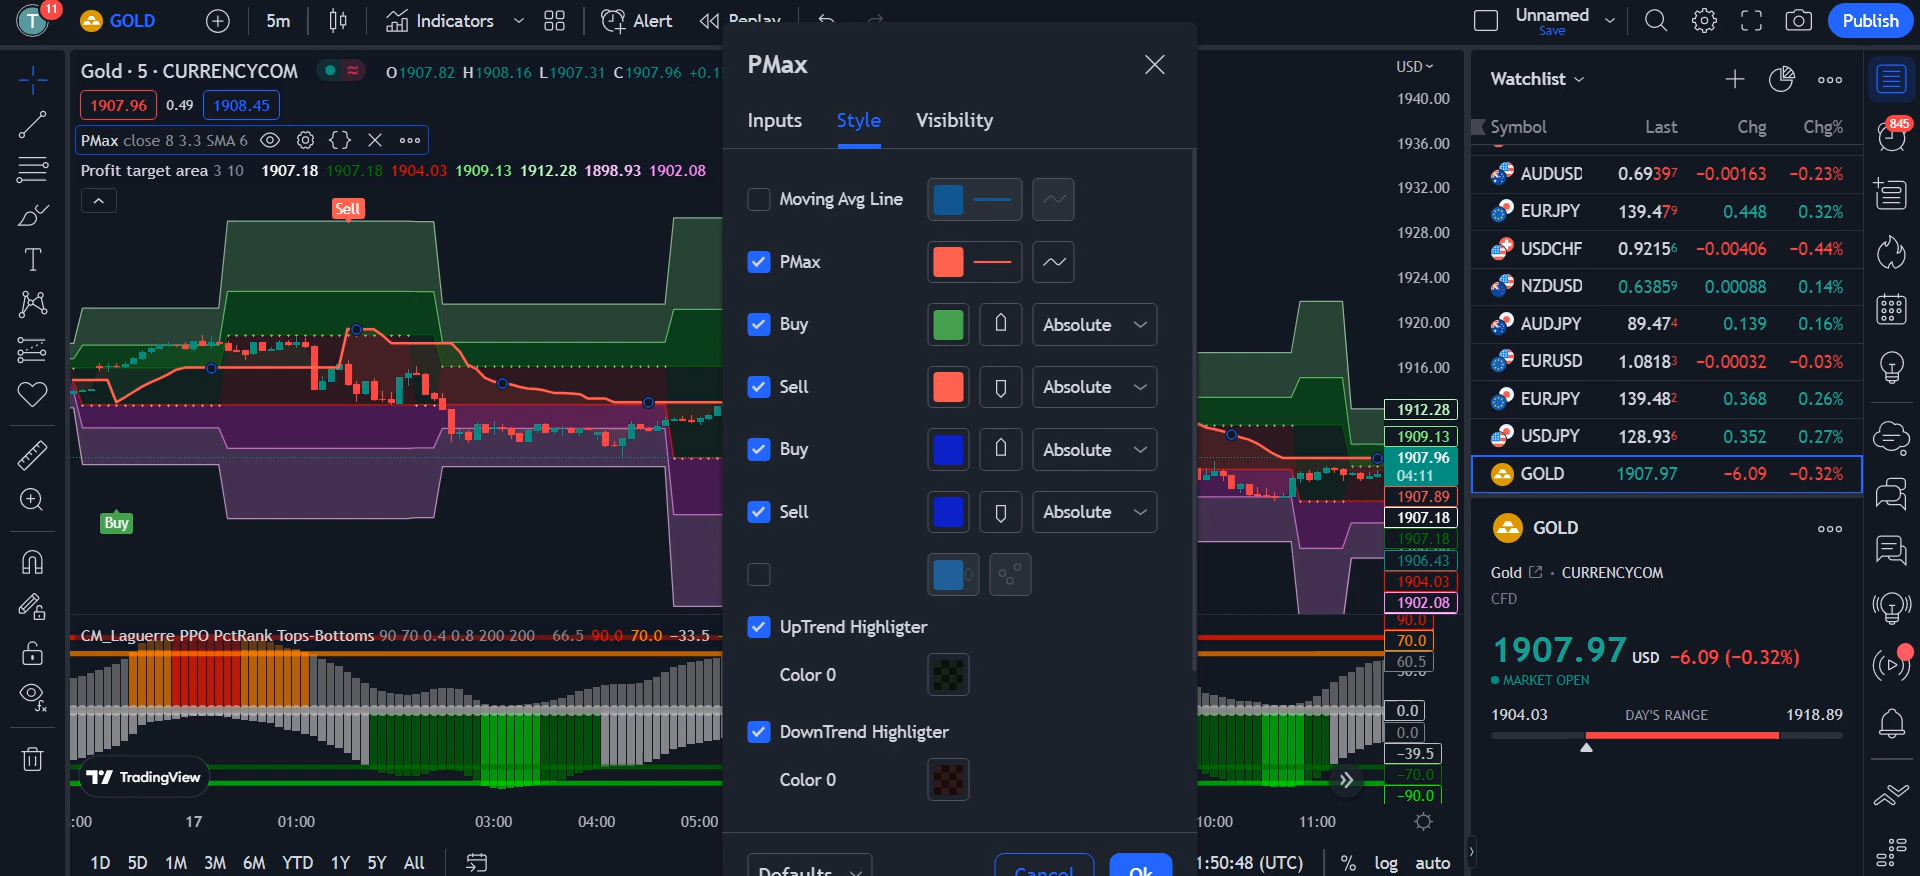 T
11
GOLD
5m
Indicators
Alert
Replay
Unnamed
Save
Publish
Gold · 5 · CURRENCYCOM
O1907.82 H1908.16 L1907.31 C1907.96
1907.96 0.49 1908.45
PMax close 8 3.3 SMA 6
Profit target area 3 10 1907.18 1907.18 1904.03 1909.13 1912.28 1898.93 1902.08
Sell
Buy
CM_Laguerre PPO PctRank Tops-Bottoms 90 70 0.4 0.8 200 200 66.5 90.0 70.0 −33.5
TradingView
:00 17 01:00 03:00 04:00 05:00
10:00 11:00
1D 5D 1M 3M 6M YTD 1Y 5Y All
1:50:48 (UTC) % log auto
PMax
Inputs Style Visibility
Moving Avg Line
PMax
Buy Absolute
Sell Absolute
Buy Absolute
Sell Absolute
UpTrend Highligter
Color 0
DownTrend Highligter
Color 0
Defaults Cancel Ok
USD
1940.00
1936.00
1932.00
1928.00
1924.00
1920.00
1916.00
1912.28
1909.13
1907.96
04:11
1907.89
1907.18
1907.18
1906.43
1904.03
1902.08
90.0
70.0
60.5
0.0
0.0
−39.5
−70.0
−90.0
Watchlist
Symbol Last Chg Chg%
AUDUSD 0.69397 −0.00163 −0.23%
EURJPY 139.479 0.448 0.32%
USDCHF 0.92156 −0.00406 −0.44%
NZDUSD 0.63859 0.00088 0.14%
AUDJPY 89.474 0.139 0.16%
EURUSD 1.08183 −0.00032 −0.03%
EURJPY 139.482 0.368 0.26%
USDJPY 128.936 0.352 0.27%
GOLD 1907.97 −6.09 −0.32%
GOLD
Gold · CURRENCYCOM
CFD
1907.97 USD −6.09 (−0.32%)
MARKET OPEN
1904.03 DAY'S RANGE 1918.89
845